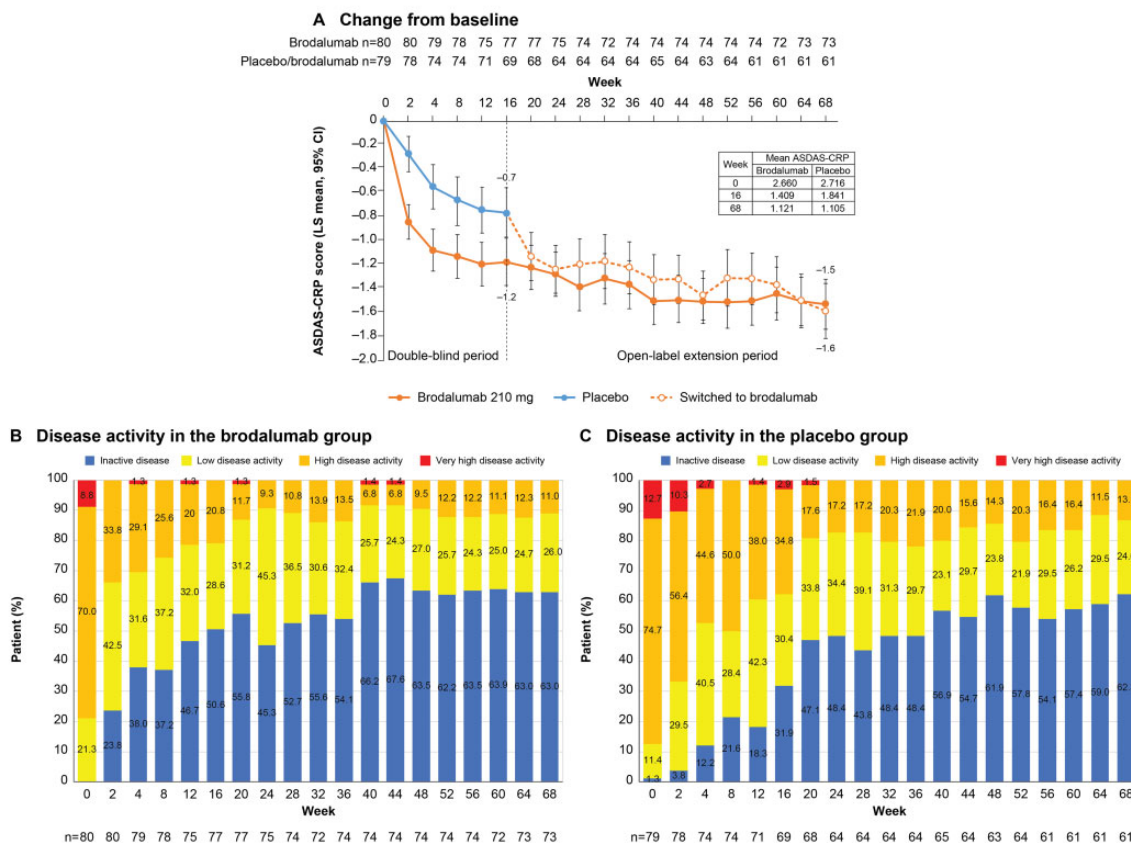 A Change from baseline
Brodalumab n=80 80 79 78 75 77 77 75 74 72 74 74 74 74 74 74 72 73 73
Placebo/brodalumab n=79 78 74 74 71 69 68 64 64 64 64 65 64 63 64 61 61 61 61
Week
0 2 4 8 12 16 20 24 28 32 36 40 44 48 52 56 60 64 68
ASDAS-CRP score (LS mean, 95% CI)
0
−0.2
−0.4
−0.6
−0.8
−1.0
−1.2
−1.4
−1.6
−1.8
−2.0
−0.7
−1.2
−1.5
−1.6
Week Mean ASDAS-CRP
Brodalumab Placebo
0 2.660 2.716
16 1.409 1.841
68 1.121 1.105
Double-blind period Open-label extension period
Brodalumab 210 mg Placebo Switched to brodalumab
B Disease activity in the brodalumab group
Inactive disease Low disease activity High disease activity Very high disease activity
Patient (%)
100
90
80
70
60
50
40
30
20
10
0
8.8 1.3 1.3 1.3 1.4 1.4
70.0 33.8 29.1 25.6 20 20.8 11.7 9.3 10.8 13.9 13.5 6.8 6.8 9.5 12.2 12.2 11.1 12.3 11.0
21.3 42.5 31.6 37.2 32.0 28.6 31.2 45.3 36.5 30.6 32.4 25.7 24.3 27.0 25.7 24.3 25.0 24.7 26.0
23.8 38.0 37.2 46.7 50.6 55.8 45.3 52.7 55.6 54.1 66.2 67.6 63.5 62.2 63.5 63.9 63.0 63.0
0 2 4 8 12 16 20 24 28 32 36 40 44 48 52 56 60 64 68
Week
n=80 80 79 78 75 77 77 75 74 72 74 74 74 74 74 74 72 73 73
C Disease activity in the placebo group
Inactive disease Low disease activity High disease activity Very high disease activity
Patient (%)
100
90
80
70
60
50
40
30
20
10
0
12.7 10.3 2.7 1.4 2.9 1.5
74.7 56.4 44.6 50.0 38.0 34.8 17.6 17.2 17.2 20.3 21.9 20.0 15.6 14.3 20.3 16.4 16.4 11.5 13.
11.4 29.5 40.5 28.4 42.3 30.4 33.8 34.4 39.1 31.3 29.7 23.1 29.7 23.8 21.9 29.5 26.2 29.5 24.
1.3 3.8 12.2 21.6 18.3 31.9 47.1 48.4 43.8 48.4 48.4 56.9 54.7 61.9 57.8 54.1 57.4 59.0 62.
0 2 4 8 12 16 20 24 28 32 36 40 44 48 52 56 60 64 68
Week
n=79 78 74 74 71 69 68 64 64 64 64 65 64 63 64 61 61 61 61